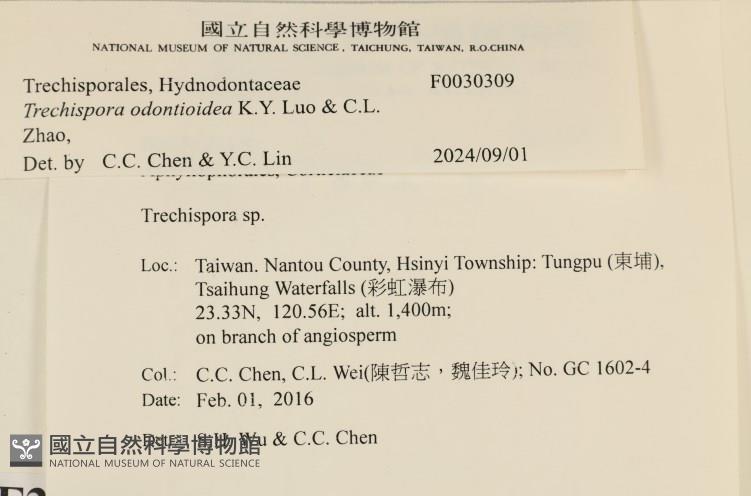 國立自然科學博物館
NATIONAL MUSEUM OF NATURAL SCIENCE, TAICHUNG, TAIWAN, R.O.CHINA
Trechisporales, Hydnodontaceae F0030309
Trechispora odontioidea K.Y. Luo & C.L.
Zhao,
Det. by C.C. Chen & Y.C. Lin 2024/09/01
Trechispora sp.
Loc.: Taiwan. Nantou County, Hsinyi Township: Tungpu (東埔),
Tsaihung Waterfalls (彩虹瀑布)
23.33N, 120.56E; alt. 1,400m;
on branch of angiosperm
Col.: C.C. Chen, C.L. Wei(陳哲志，魏佳玲); No. GC 1602-4
Date: Feb. 01, 2016
Wu & C.C. Chen
國立自然科學博物館
NATIONAL MUSEUM OF NATURAL SCIENCE